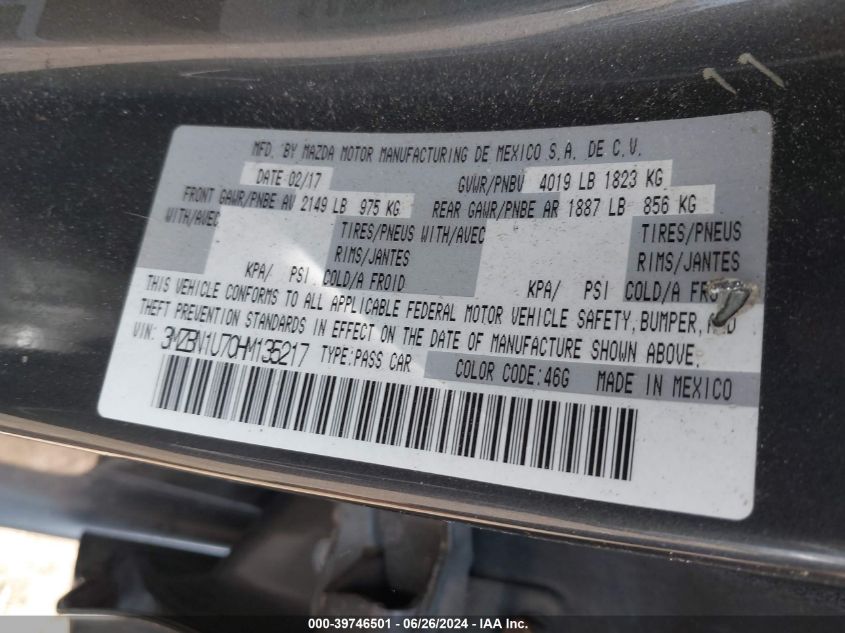 MFD. BY MAZDA MOTOR MANUFACTURING DE MEXICO S.A. DE C.V.
DATE 02/17 GVWR/PNBV 4019 LB 1823 KG
FRONT GAWR/PNBE AV 2149 LB 975 KG REAR GAWR/PNBE AR 1887 LB 856 KG
WITH/AVEC TIRES/PNEUS WITH/AVEC TIRES/PNEUS
RIMS/JANTES RIMS/JANTES
KPA/ PSI COLD/A FROID KPA/ PSI COLD/A
THIS VEHICLE CONFORMS TO ALL APPLICABLE FEDERAL MOTOR VEHICLE SAFETY, BUMPER, AND
THEFT PREVENTION STANDARDS IN EFFECT ON THE DATE OF MANUFACTURE SHOWN ABOVE.
VIN: 3MZBN1U70HM135217 TYPE:PASS CAR COLOR CODE:46G MADE IN MEXICO
000-39746501 - 06/26/2024 - IAA Inc.